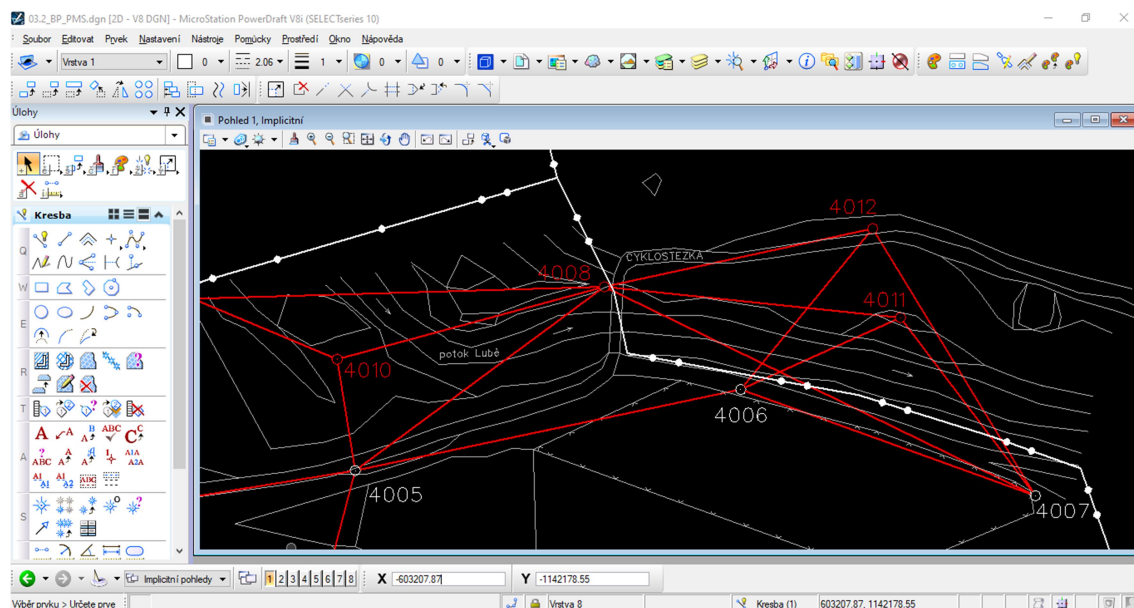 03.2_BP_PMS.dgn [2D - V8 DGN] - MicroStation PowerDraft V8i (SELECTseries 10)
Soubor Editovat Prvek Nastavení Nástroje Pomůcky Prostředí Okno Nápověda
Vrstva 1 0 2.06 1 0 0
Úlohy
Úlohy
Pohled 1, Implicitní
Kresba
Q
W
E
R
T
A
S
4012
CYKLOSTEZKA
4008
4011
potok Lubě
4010
4006
4005
4007
Implicitní pohledy 1 2 3 4 5 6 7 8 X -603207.87 Y -1142178.55
Výběr prvku > Určete prve Vrstva 8 Kresba (1) 603207.87, 1142178.55